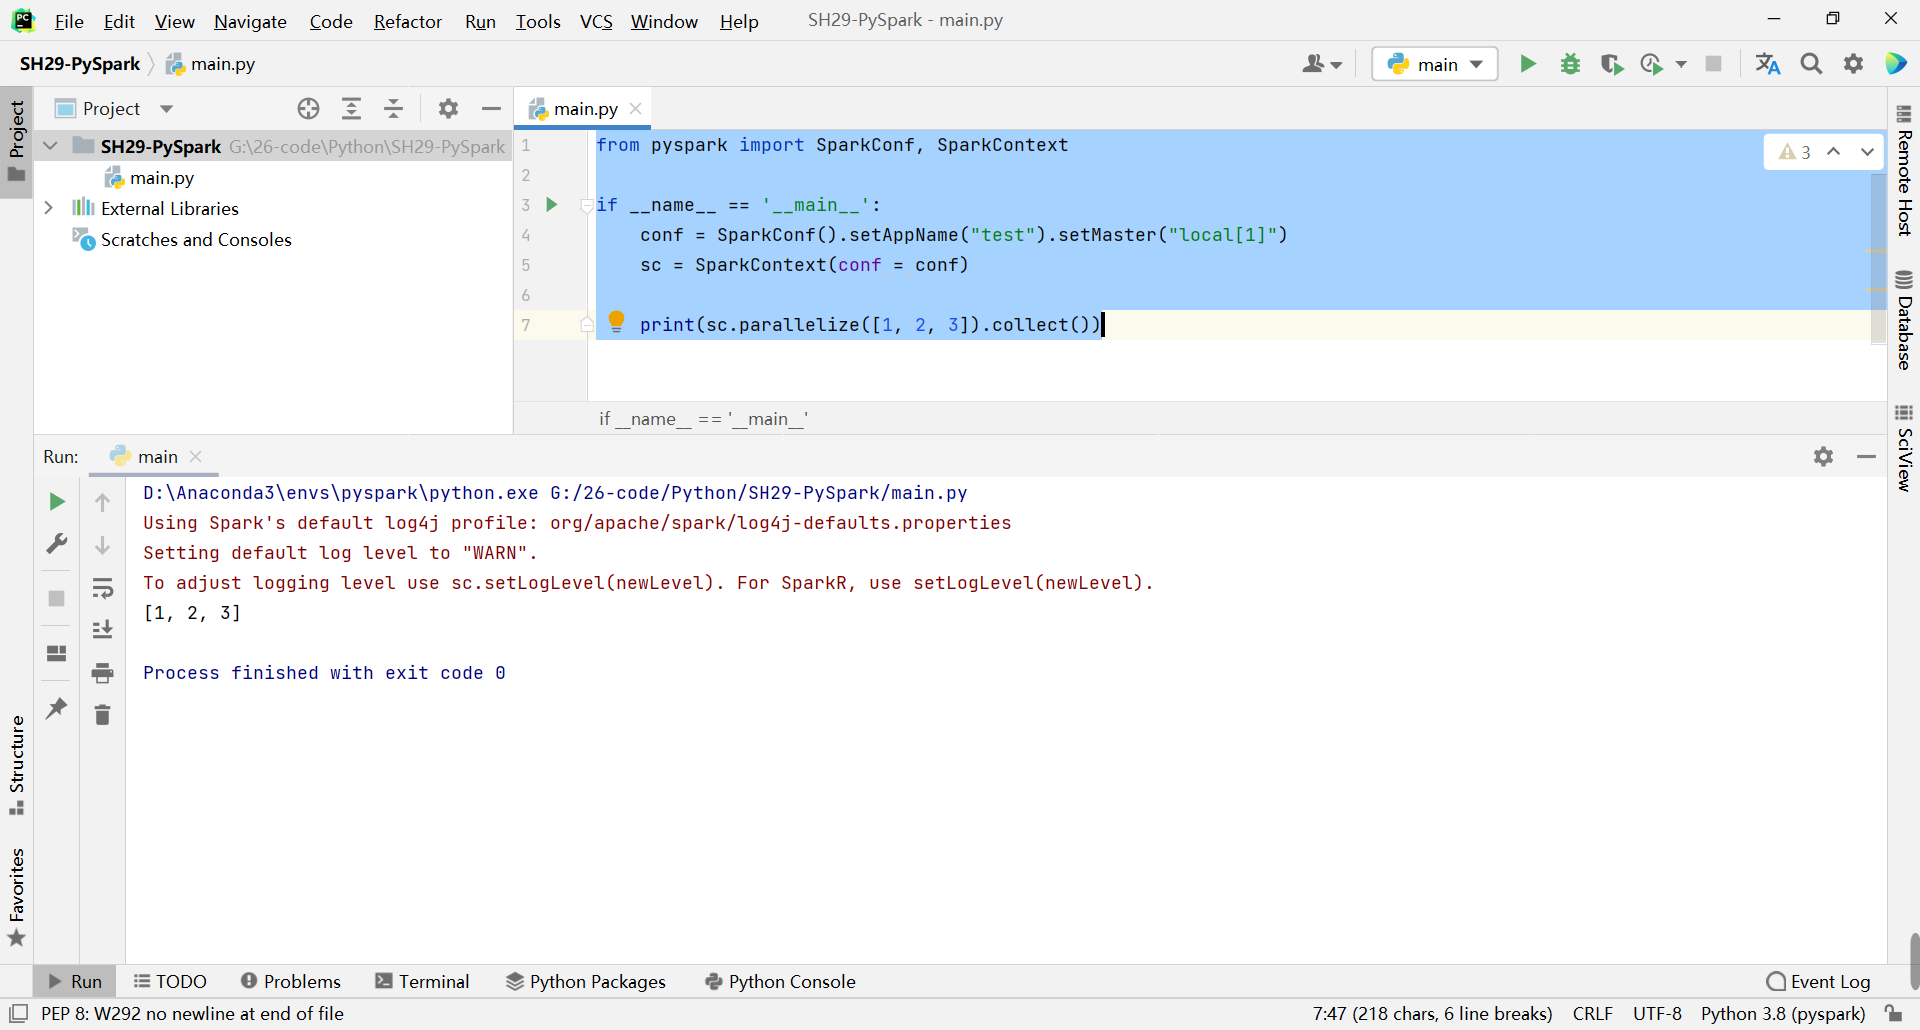 File Edit View Navigate Code Refactor Run Tools VCS Window Help SH29-PySpark - main.py
SH29-PySpark main.py main
Project main.py
SH29-PySpark G:\26-code\Python\SH29-PySpark
main.py
External Libraries
Scratches and Consoles
1 from pyspark import SparkConf, SparkContext
2
3 if __name__ == '__main__':
4 conf = SparkConf().setAppName("test").setMaster("local[1]")
5 sc = SparkContext(conf = conf)
6
7 print(sc.parallelize([1, 2, 3]).collect())
3
if __name__ == '__main__'
Run: main
D:\Anaconda3\envs\pyspark\python.exe G:/26-code/Python/SH29-PySpark/main.py
Using Spark's default log4j profile: org/apache/spark/log4j-defaults.properties
Setting default log level to "WARN".
To adjust logging level use sc.setLogLevel(newLevel). For SparkR, use setLogLevel(newLevel).
[1, 2, 3]
Process finished with exit code 0
Project
Structure
Favorites
Remote Host
Database
SciView
Run TODO Problems Terminal Python Packages Python Console Event Log
PEP 8: W292 no newline at end of file 7:47 (218 chars, 6 line breaks) CRLF UTF-8 Python 3.8 (pyspark)